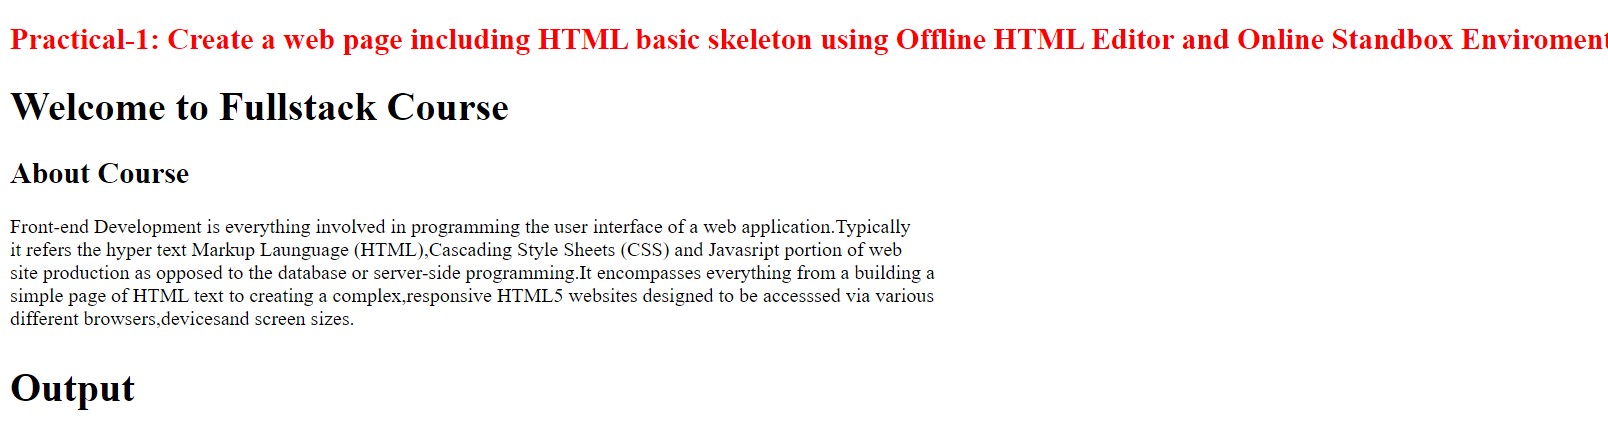 Practical-1: Create a web page including HTML basic skeleton using Offline HTML Editor and Online Standbox Enviroment
Welcome to Fullstack Course
About Course
Front-end Development is everything involved in programming the user interface of a web application.Typically
it refers the hyper text Markup Launguage (HTML),Cascading Style Sheets (CSS) and Javasript portion of web
site production as opposed to the database or server-side programming.It encompasses everything from a building a
simple page of HTML text to creating a complex,responsive HTML5 websites designed to be accesssed via various
different browsers,devicesand screen sizes.
Output